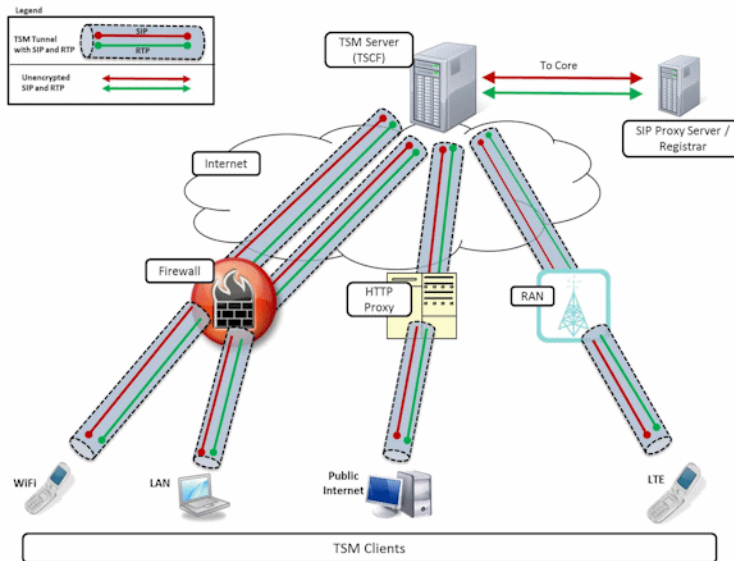 Legend
TSM Tunnel
with SIP and RTP
SIP
RTP
Unencrypted
SIP and RTP
TSM Server
(TSCF)
To Core
SIP Proxy Server /
Registrar
Internet
Firewall
HTTP
Proxy
RAN
WiFi
LAN
Public
Internet
LTE
TSM Clients